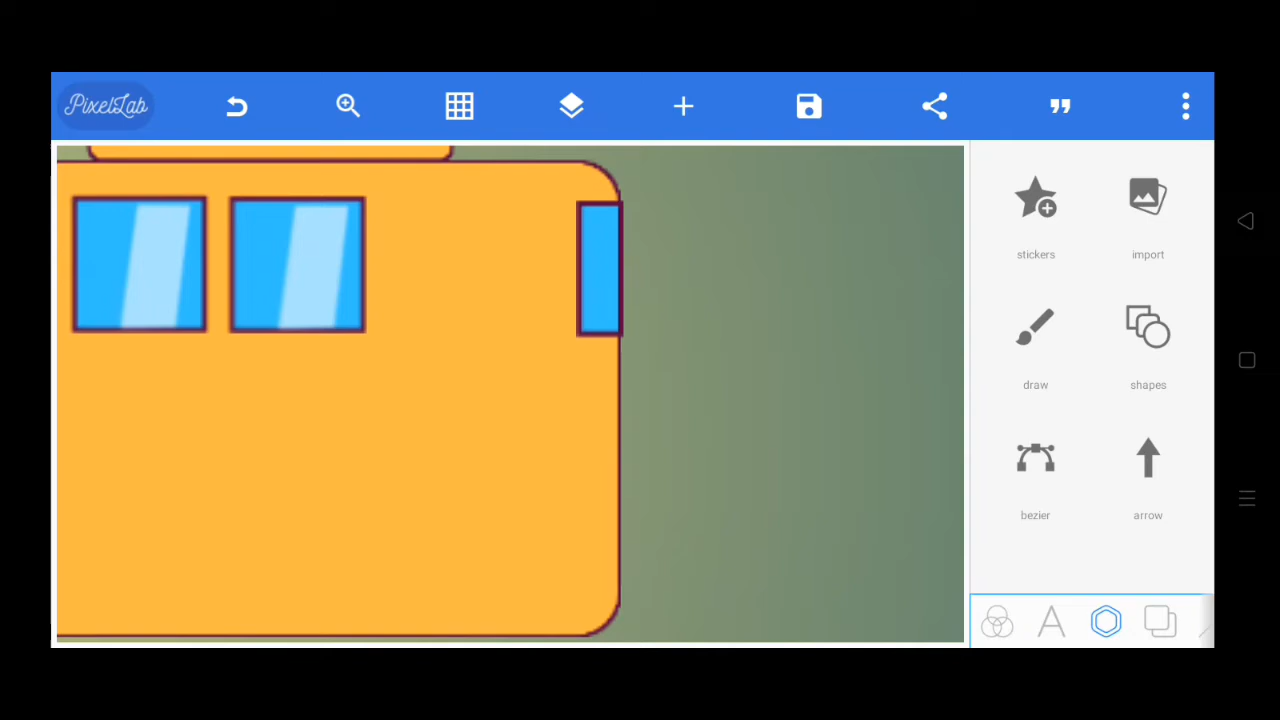 PixelLab
stickers
import
draw
shapes
bezier
arrow